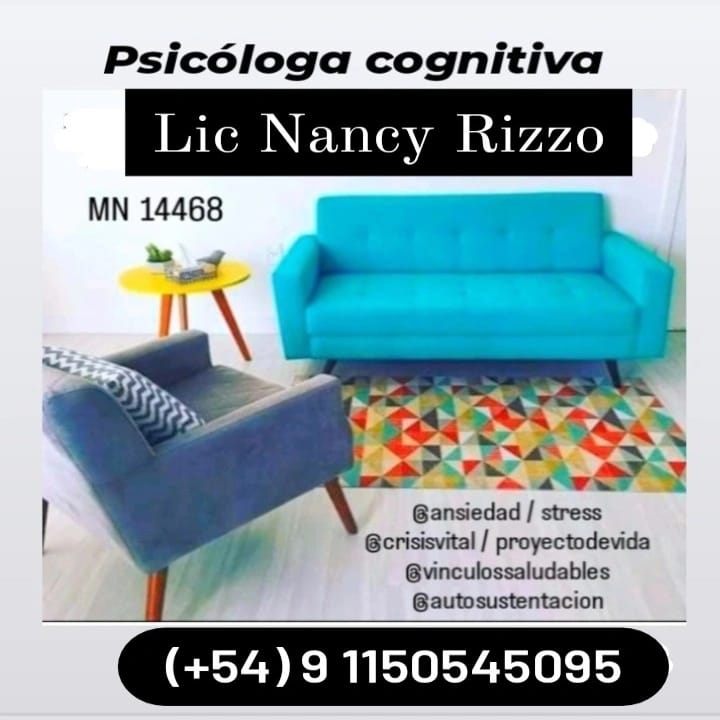 Psicóloga cognitiva
Lic Nancy Rizzo
MN 14468
@ansiedad / stress
@crisisvital / proyectodevida
@vinculossaludables
@autosustentacion
(+54) 9 1150545095